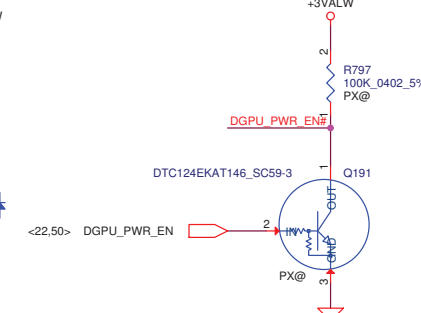 +3VALW
2
R797
100K_0402_5%
PX@
1
DGPU_PWR_EN#
DTC124EKAT146_SC59-3
1
Q191
OUT
<22,50>
DGPU_PWR_EN
2
IN
GND
PX@
3